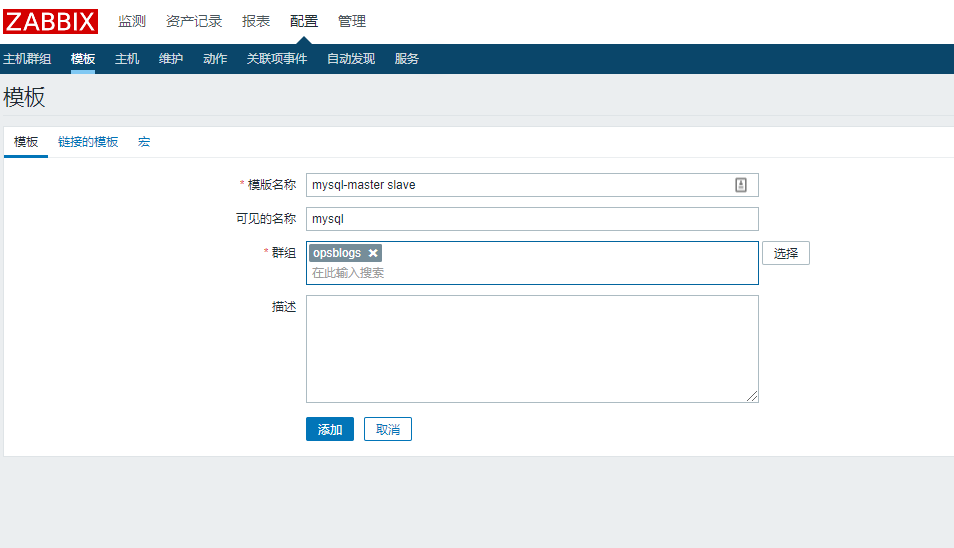 ZABBIX 监测 资产记录 报表 配置 管理
主机群组 模板 主机 维护 动作 关联项事件 自动发现 服务
模板
模板 链接的模板 宏
* 模版名称 mysql-master slave
可见的名称 mysql
* 群组 opsblogs ✖ 选择
在此输入搜索
描述
添加 取消